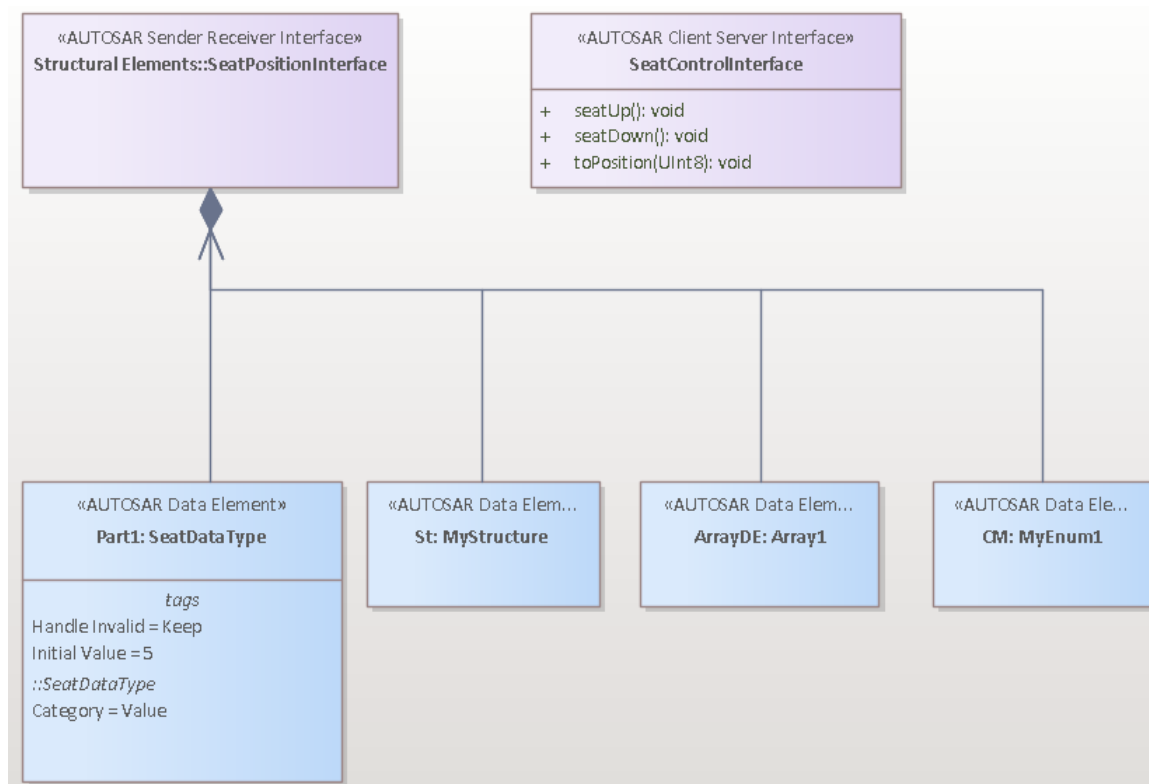 «AUTOSAR Sender Receiver Interface»
Structural Elements::SeatPositionInterface
«AUTOSAR Client Server Interface»
SeatControlInterface
+ seatUp(): void
+ seatDown(): void
+ toPosition(UInt8): void
«AUTOSAR Data Element»
Part1: SeatDataType
tags
Handle Invalid = Keep
Initial Value = 5
::SeatDataType
Category = Value
«AUTOSAR Data Elem...
St: MyStructure
«AUTOSAR Data Elem...
ArrayDE: Array1
«AUTOSAR Data Ele...
CM: MyEnum1